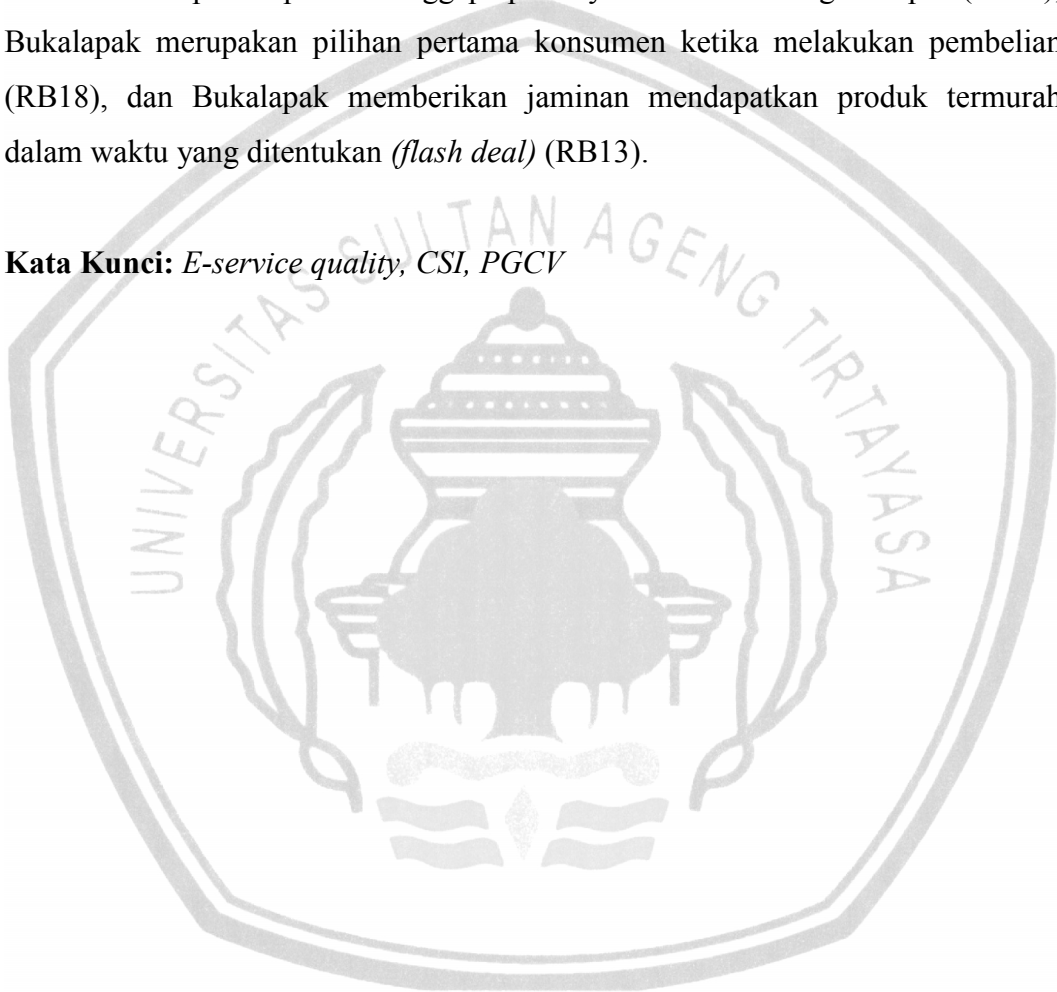 Bukalapak merupakan pilihan pertama konsumen ketika melakukan pembelian
(RB18), dan Bukalapak memberikan jaminan mendapatkan produk termurah
dalam waktu yang ditentukan (flash deal) (RB13).
Kata Kunci: E-service quality, CSI, PGCV
UNIVERSITAS SULTAN AGENG TIRTAYASA